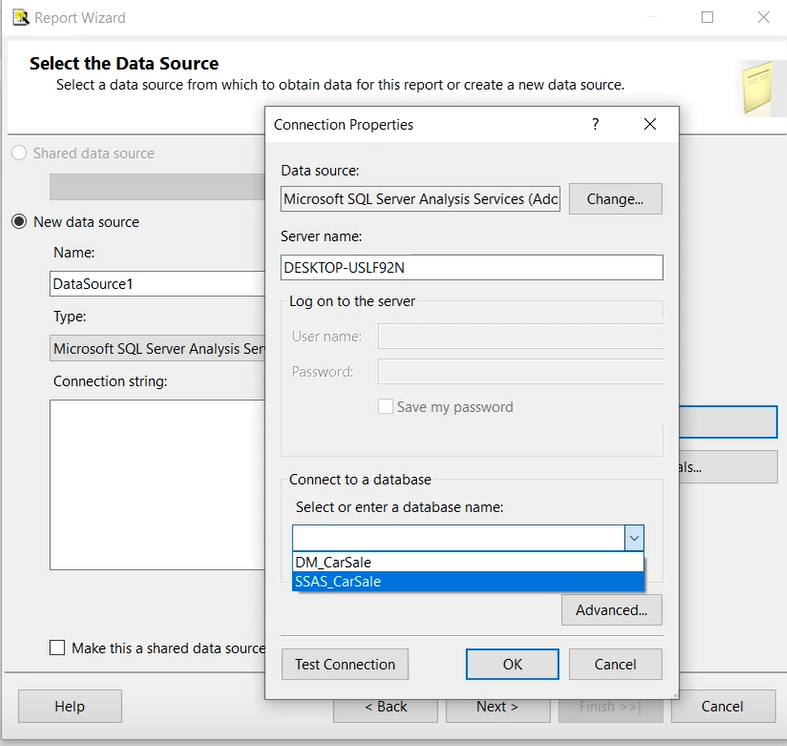 Report Wizard
Select the Data Source
Select a data source from which to obtain data for this report or create a new data source.
Shared data source
New data source
Name:
DataSource1
Type:
Microsoft SQL Server Analysis Ser
Connection string:
Make this a shared data source
Help
< Back
Next >
Finish >>|
Cancel
als...
Connection Properties
?
Data source:
Microsoft SQL Server Analysis Services (Adc
Change...
Server name:
DESKTOP-USLF92N
Log on to the server
User name:
Password:
Save my password
Connect to a database
Select or enter a database name:
DM_CarSale
SSAS_CarSale
Advanced...
Test Connection
OK
Cancel